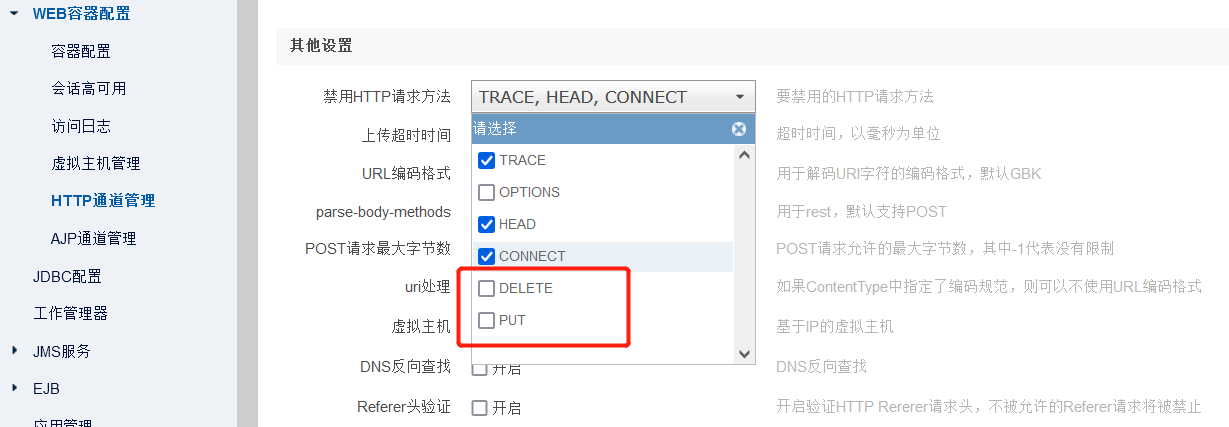 WEB容器配置
容器配置
会话高可用
访问日志
虚拟主机管理
HTTP通道管理
AJP通道管理
JDBC配置
工作管理器
JMS服务
EJB
应用管理
其他设置
禁用HTTP请求方法 TRACE, HEAD, CONNECT 要禁用的HTTP请求方法
请选择
TRACE
OPTIONS
HEAD
CONNECT
DELETE
PUT
上传超时时间 超时时间，以毫秒为单位
URL编码格式 用于解码URI字符的编码格式，默认GBK
parse-body-methods 用于rest，默认支持POST
POST请求最大字节数 POST请求允许的最大字节数，其中-1代表没有限制
uri处理 如果ContentType中指定了编码规范，则可以不使用URL编码格式
虚拟主机 基于IP的虚拟主机
DNS反向查找 开启 DNS反向查找
Referer头验证 开启 开启验证HTTP Rererer请求头，不被允许的Referer请求将被禁止